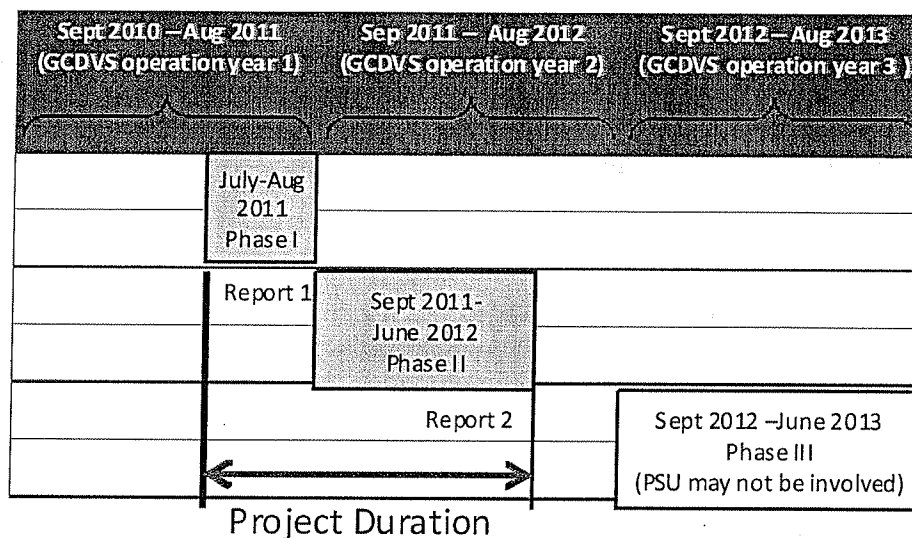 Sept 2010 – Aug 2011
(GCDVS operation year 1)
Sep 2011 – Aug 2012
(GCDVS operation year 2)
Sept 2012 – Aug 2013
(GCDVS operation year 3 )
July-Aug
2011
Phase I
Report 1
Sept 2011-
June 2012
Phase II
Report 2
Sept 2012 –June 2013
Phase III
(PSU may not be involved)
Project Duration